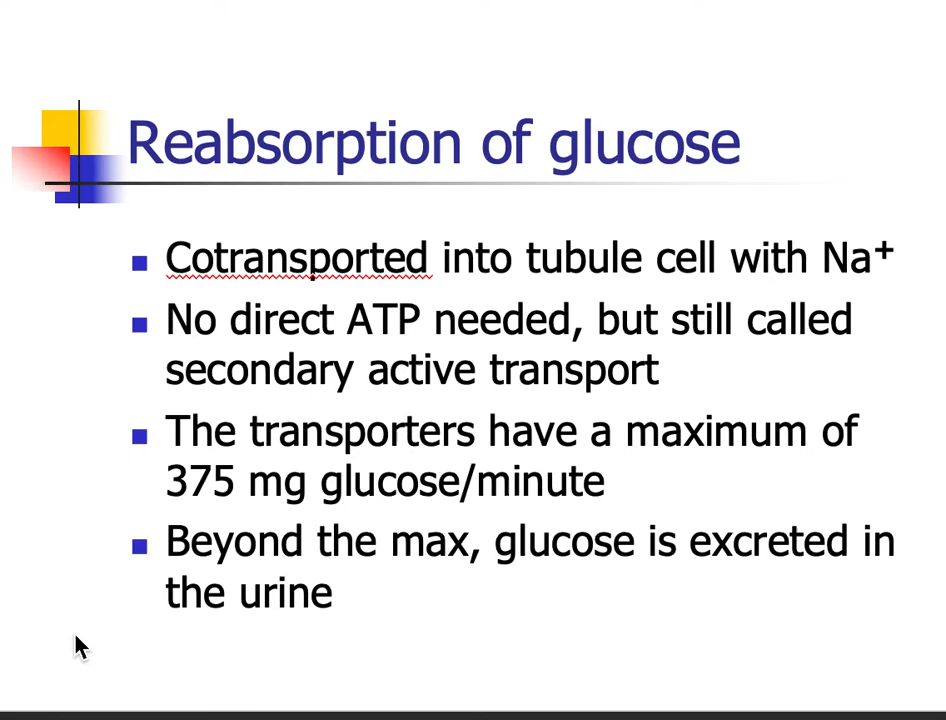 Reabsorption of glucose
Cotransported into tubule cell with Na⁺
No direct ATP needed, but still called
secondary active transport
The transporters have a maximum of
375 mg glucose/minute
Beyond the max, glucose is excreted in
the urine